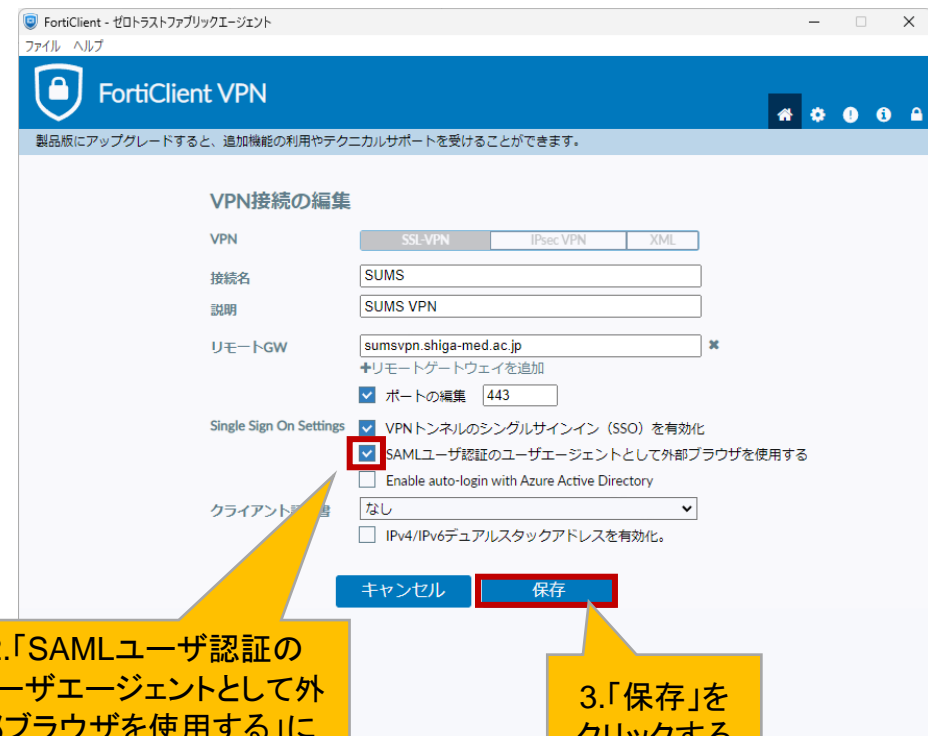 FortiClient - ゼロトラストファブリックエージェント
ファイル ヘルプ
FortiClient VPN
製品版にアップグレードすると、追加機能の利用やテクニカルサポートを受けることができます。
VPN接続の編集
VPN SSL-VPN IPsec VPN XML
接続名 SUMS
説明 SUMS VPN
リモートGW sumsvpn.shiga-med.ac.jp
+リモートゲートウェイを追加
ポートの編集 443
Single Sign On Settings VPNトンネルのシングルサインイン（SSO）を有効化
SAMLユーザ認証のユーザエージェントとして外部ブラウザを使用する
Enable auto-login with Azure Active Directory
クライアント 書 なし
IPv4/IPv6デュアルスタックアドレスを有効化。
キャンセル 保存
2.「SAMLユーザ認証の
ーザエージェントとして外
部ブラウザを使用する」に
3.「保存」を
クリックする